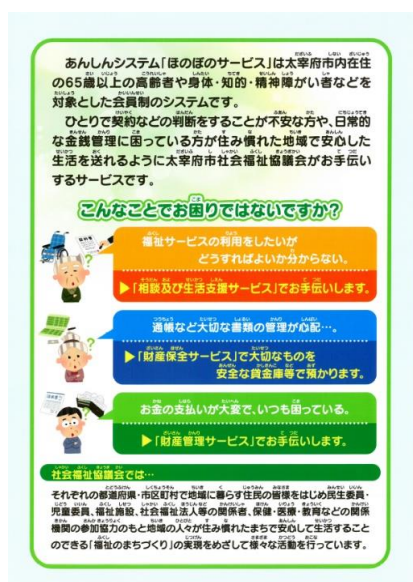 あんしんシステム「ほのぼのサービス」は太宰府市内在住
の65歳以上の高齢者や身体・知的・精神障がい者などを
対象とした会員制のシステムです。
ひとりで契約などの判断をすることが不安な方や、日常的
な金銭管理に困っている方が住み慣れた地域で安心した
生活を送れるように太宰府市社会福祉協議会がお手伝い
するサービスです。
こんなことでお困りではないですか？
福祉サービスの利用をしたいが
どうすればよいか分からない。
▶「相談及び生活支援サービス」でお手伝いします。
通帳など大切な書類の管理が心配…。
▶「財産保全サービス」で大切なものを
安全な貸金庫等で預かります。
お金の支払いが大変で、いつも困っている。
▶「財産管理サービス」でお手伝いします。
社会福祉協議会では…
それぞれの都道府県・市区町村で地域に暮らす住民の皆様をはじめ民生委員・
児童委員、福祉施設、社会福祉法人等の関係者、保健・医療・教育などの関係
機関の参加協力のもと地域の人々が住み慣れたまちで安心して生活すること
のできる「福祉のまちづくり」の実現をめざして様々な活動を行っています。